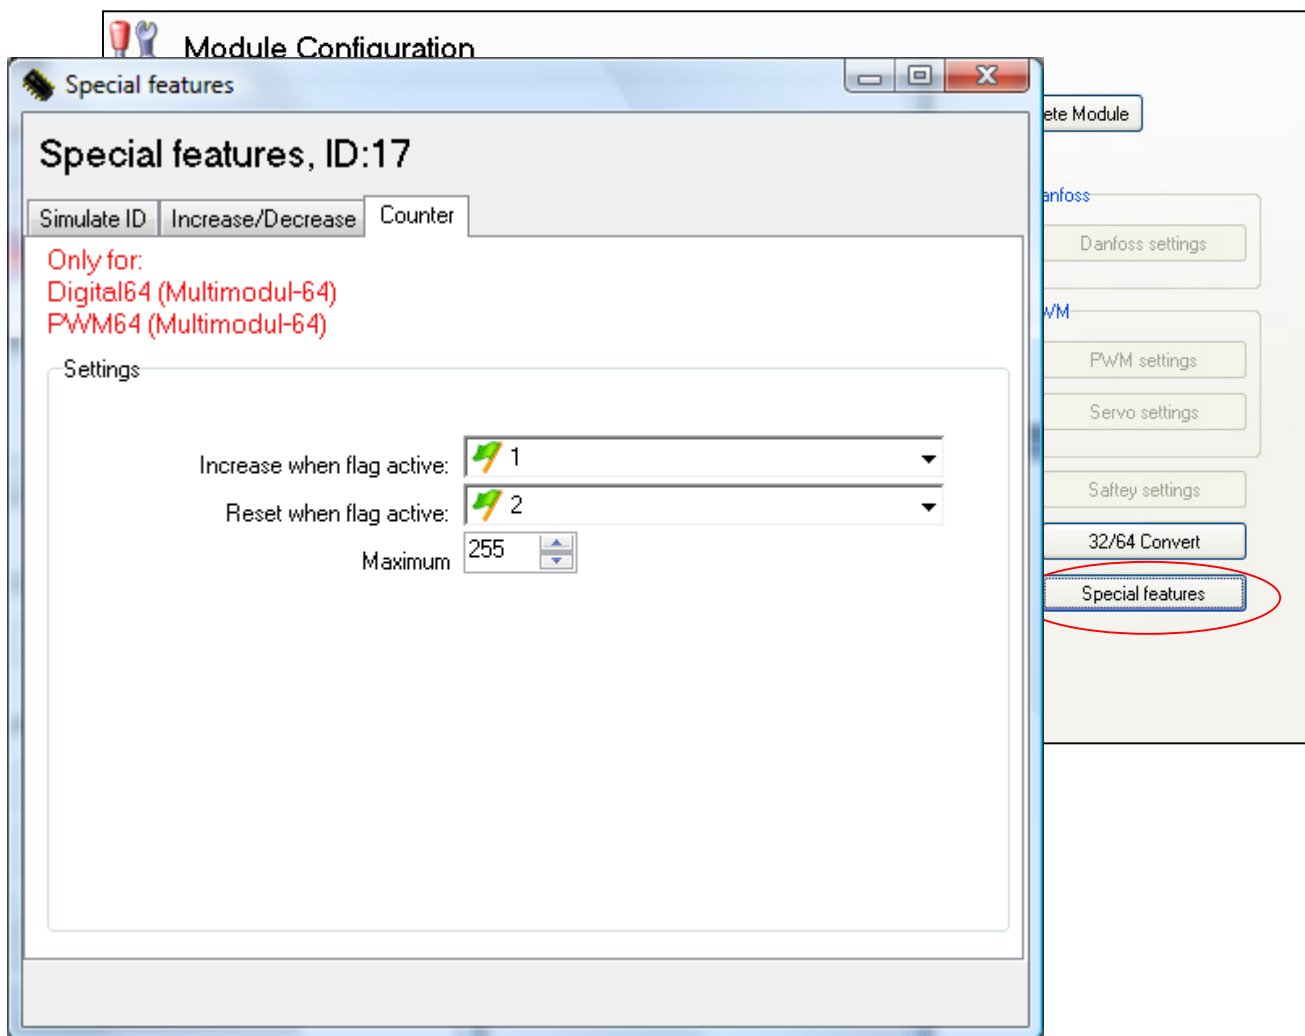 Module Configuration
Special features
Special features, ID:17
Simulate ID
Increase/Decrease
Counter
Only for:
Digital64 (Multimodul-64)
PWM64 (Multimodul-64)
Settings
Increase when flag active: 1
Reset when flag active: 2
Maximum 255
ete Module
anfoss
Danfoss settings
WM
PWM settings
Servo settings
Saftey settings
32/64 Convert
Special features